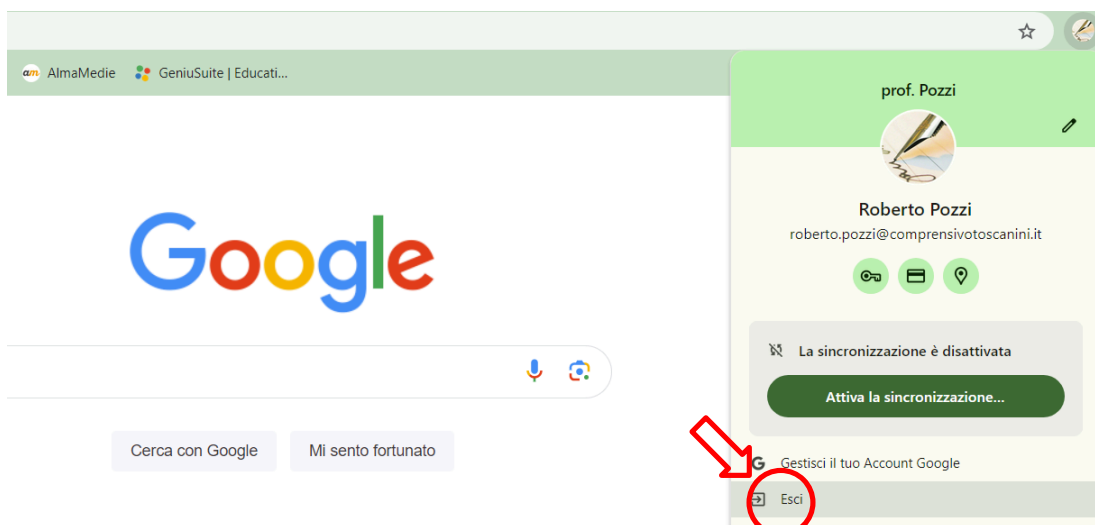 am AlmaMedie GeniuSuite | Educati...
prof. Pozzi
Roberto Pozzi
roberto.pozzi@comprensivotoscanini.it
Google
La sincronizzazione è disattivata
Attiva la sincronizzazione...
Cerca con Google Mi sento fortunato
G Gestisci il tuo Account Google
Esci